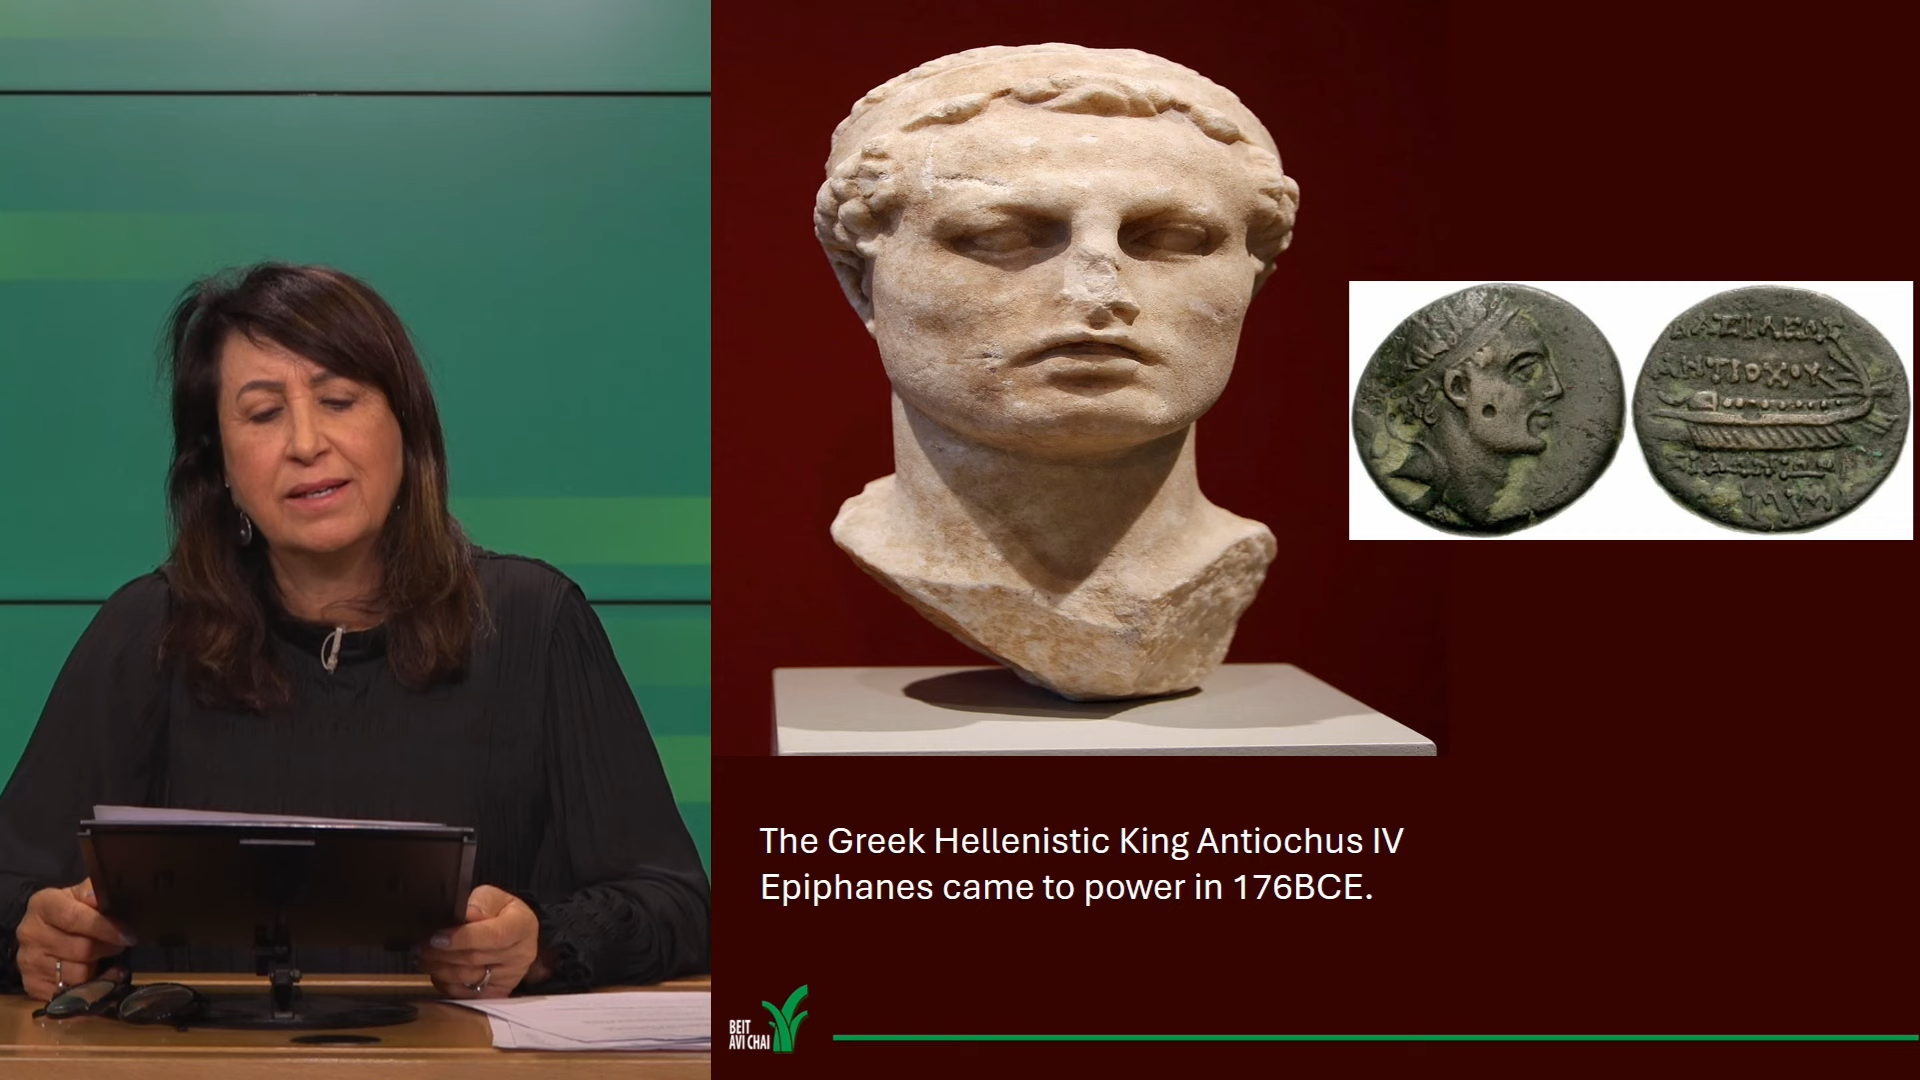 ΒΑΣΙΛΕΩΣ
ΑΝΤΙΟΧΟΥ
The Greek Hellenistic King Antiochus IV
Epiphanes came to power in 176BCE.
BEIT
AVI CHAI